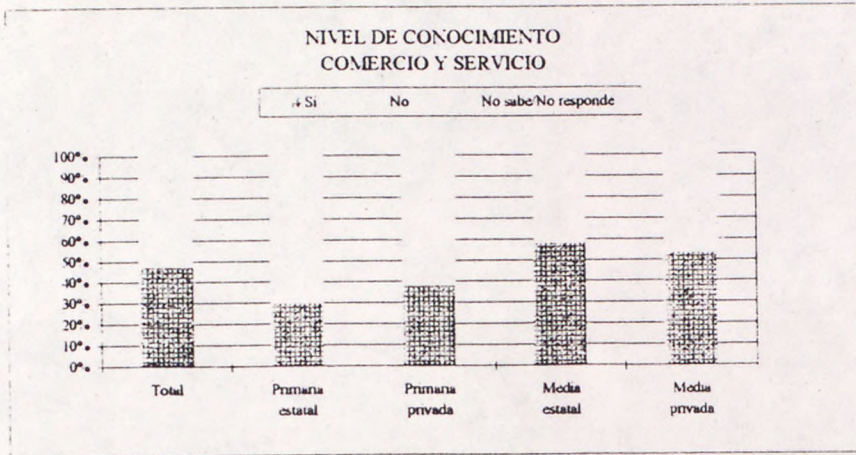 NIVEL DE CONOCIMIENTO
COMERCIO Y SERVICIO
Si No No sabe/No responde
100%
90%
80%
70%
60%
50%
40%
30%
20%
10%
0%
Total Primaria estatal Primaria privada Media estatal Media privada